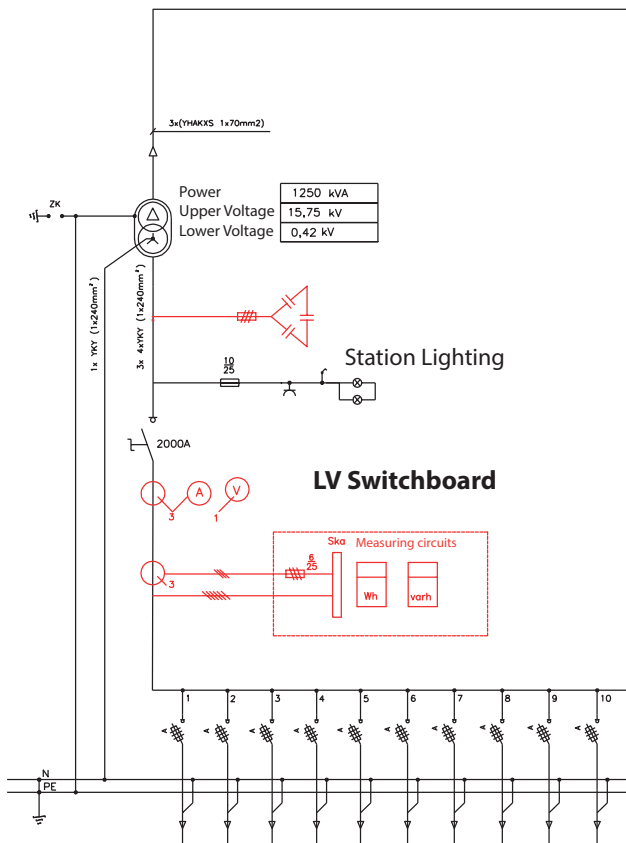 3x(YHAKXS 1x70mm2)
ZK
Power 1250 kVA
Upper Voltage 15,75 kV
Lower Voltage 0,42 kV
1x YKY (1x240mm²)
3x 4xYKY (1x240mm²)
10
25
Station Lighting
2000A
LV Switchboard
A
V
3
1
Ska
Measuring circuits
6
25
3
Wh
varh
1 2 3 4 5 6 7 8 9 10
A A A A A A A A A A
N
PE